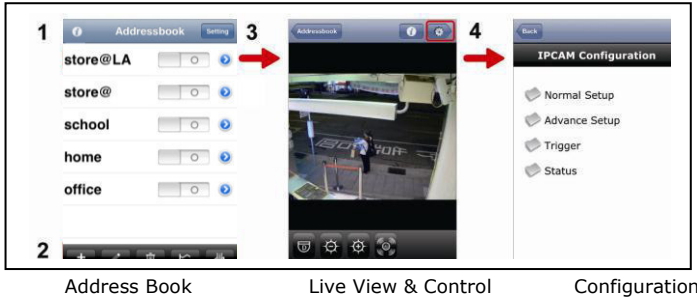 1
Addressbook
Setting
store@LA
store@
school
home
office
2
3
Addressbook
4
Back
IPCAM Configuration
Normal Setup
Advance Setup
Trigger
Status
Address Book
Live View & Control
Configuration